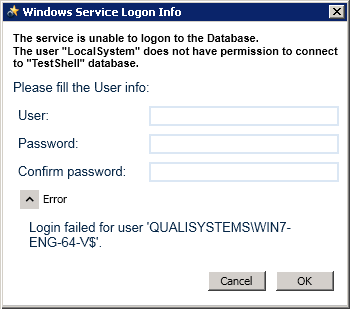 Windows Service Logon Info
The service is unable to logon to the Database.
The user "LocalSystem" does not have permission to connect
to "TestShell" database.
Please fill the User info:
User:
Password:
Confirm password:
Error
Login failed for user 'QUALISYSTEMS\WIN7-
ENG-64-V$'.
Cancel OK